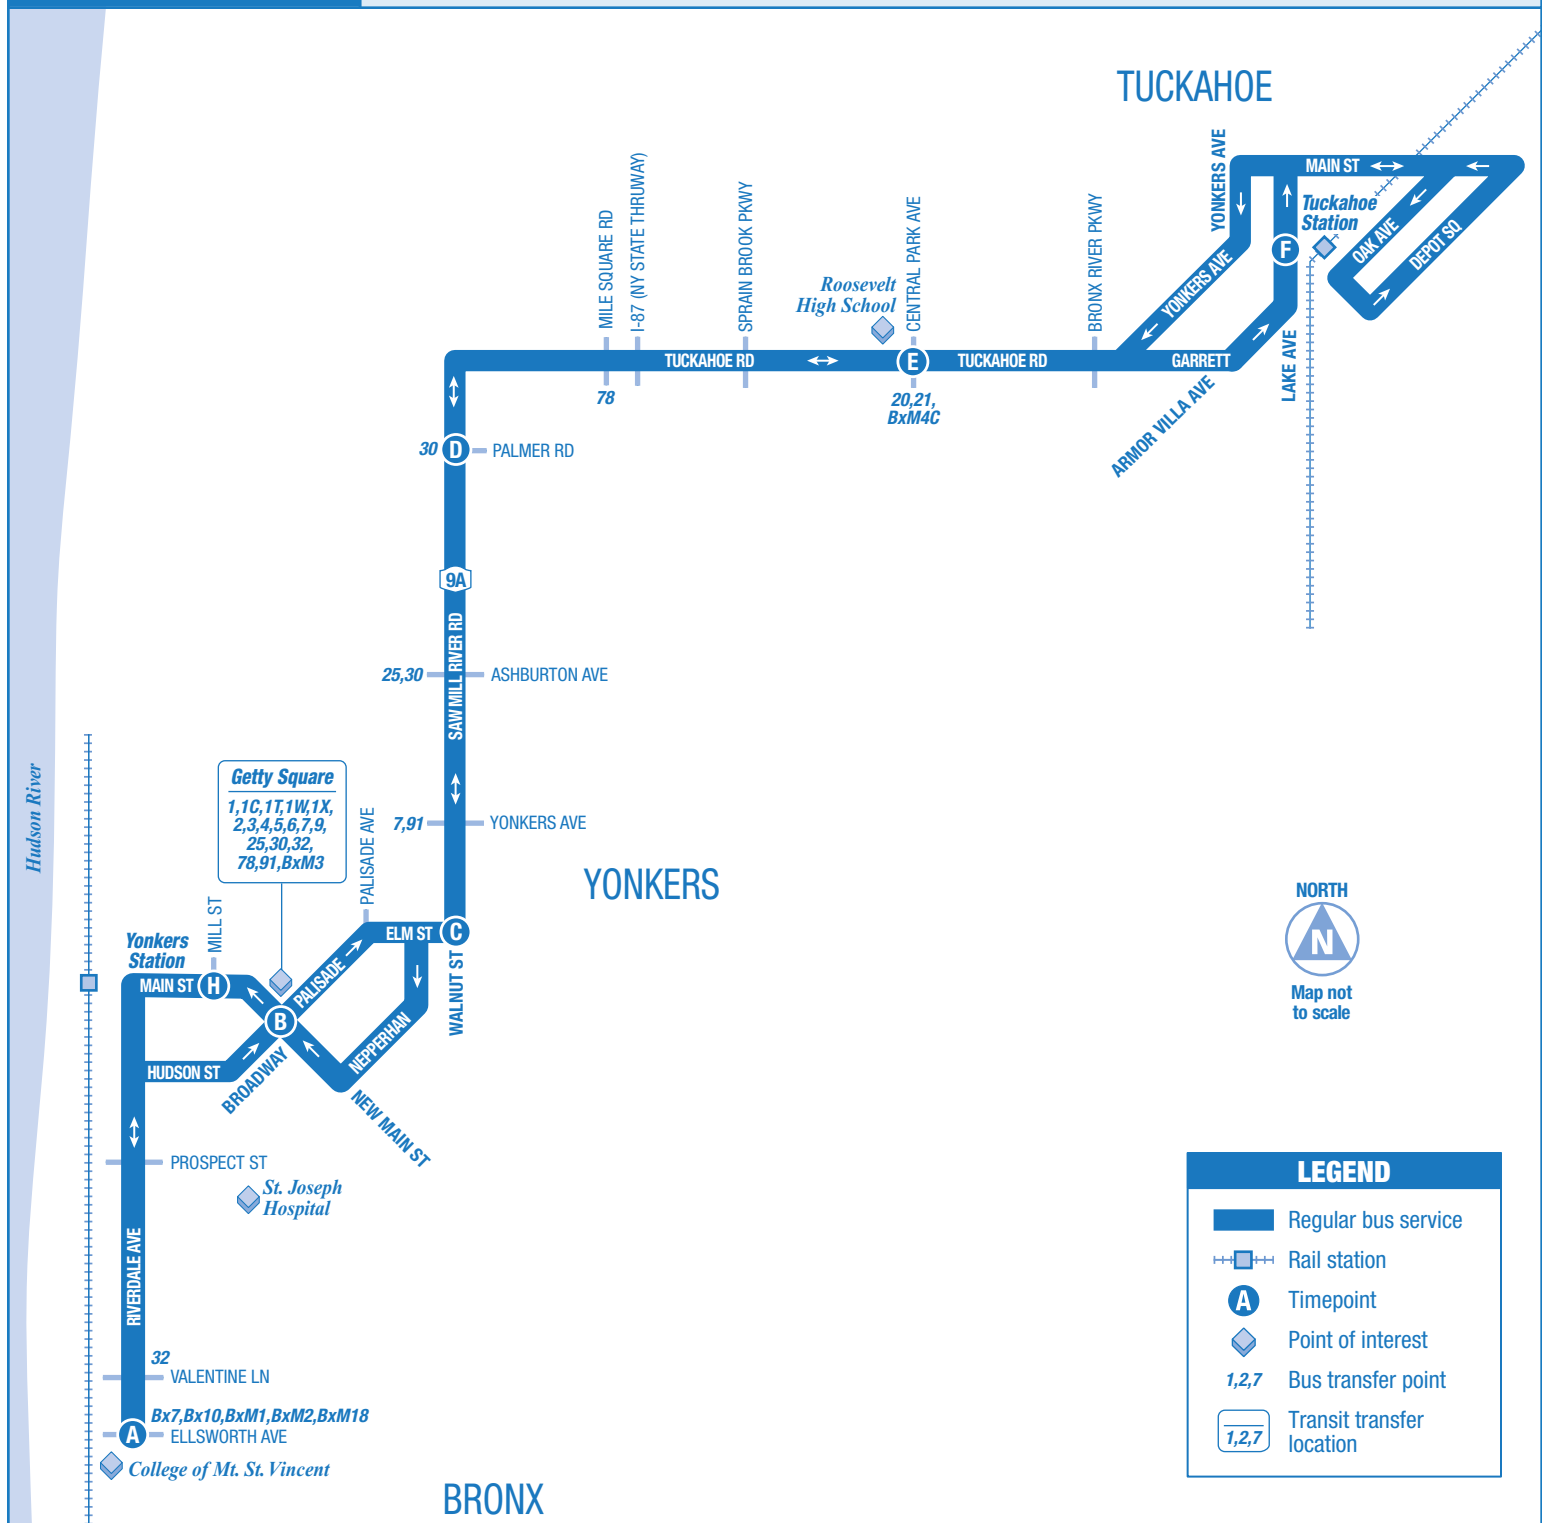 TUCKAHOE
YONKERS AVE
MAIN ST
Tuckahoe
Station
OAK AVE
DEPOT SQ
F
YONKERS AVE
GARRETT
LAKE AVE
ARMOR VILLA AVE
BRONX RIVER PKWY
TUCKAHOE RD
CENTRAL PARK AVE
E
20,21,
BxM4C
Roosevelt
High School
SPRAIN BROOK PKWY
I-87 (NY STATE THRUWAY)
MILE SQUARE RD
78
TUCKAHOE RD
30
D
PALMER RD
9A
SAW MILL RIVER RD
25,30
ASHBURTON AVE
7,91
YONKERS AVE
Hudson River
Getty Square
1,1C,1T,1W,1X,
2,3,4,5,6,7,9,
25,30,32,
78,91,BxM3
PALISADE AVE
MILL ST
YONKERS
ELM ST
C
WALNUT ST
Yonkers
Station
MAIN ST
H
PALISADE
B
NEPPERHAN
HUDSON ST
BROADWAY
NEW MAIN ST
PROSPECT ST
St. Joseph
Hospital
RIVERDALE AVE
32
VALENTINE LN
Bx7,Bx10,BxM1,BxM2,BxM18
A
ELLSWORTH AVE
College of Mt. St. Vincent
BRONX
NORTH
N
Map not
to scale
LEGEND
Regular bus service
Rail station
A
Timepoint
Point of interest
1,2,7
Bus transfer point
1,2,7
Transit transfer
location